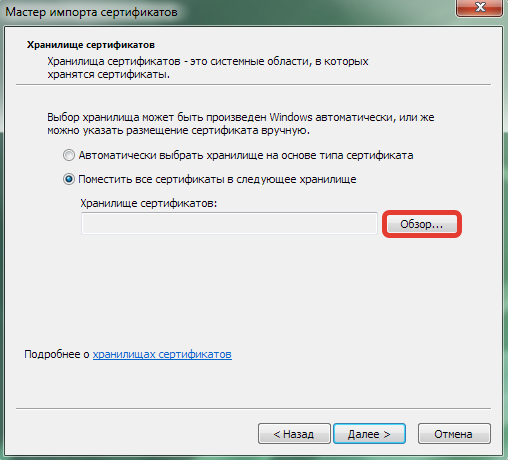 Мастер импорта сертификатов
Хранилище сертификатов
Хранилища сертификатов - это системные области, в которых
хранятся сертификаты.
Выбор хранилища может быть произведен Windows автоматически, или же
можно указать размещение сертификата вручную.
Автоматически выбрать хранилище на основе типа сертификата
Поместить все сертификаты в следующее хранилище
Хранилище сертификатов:
Обзор...
Подробнее о хранилищах сертификатов
< Назад Далее > Отмена